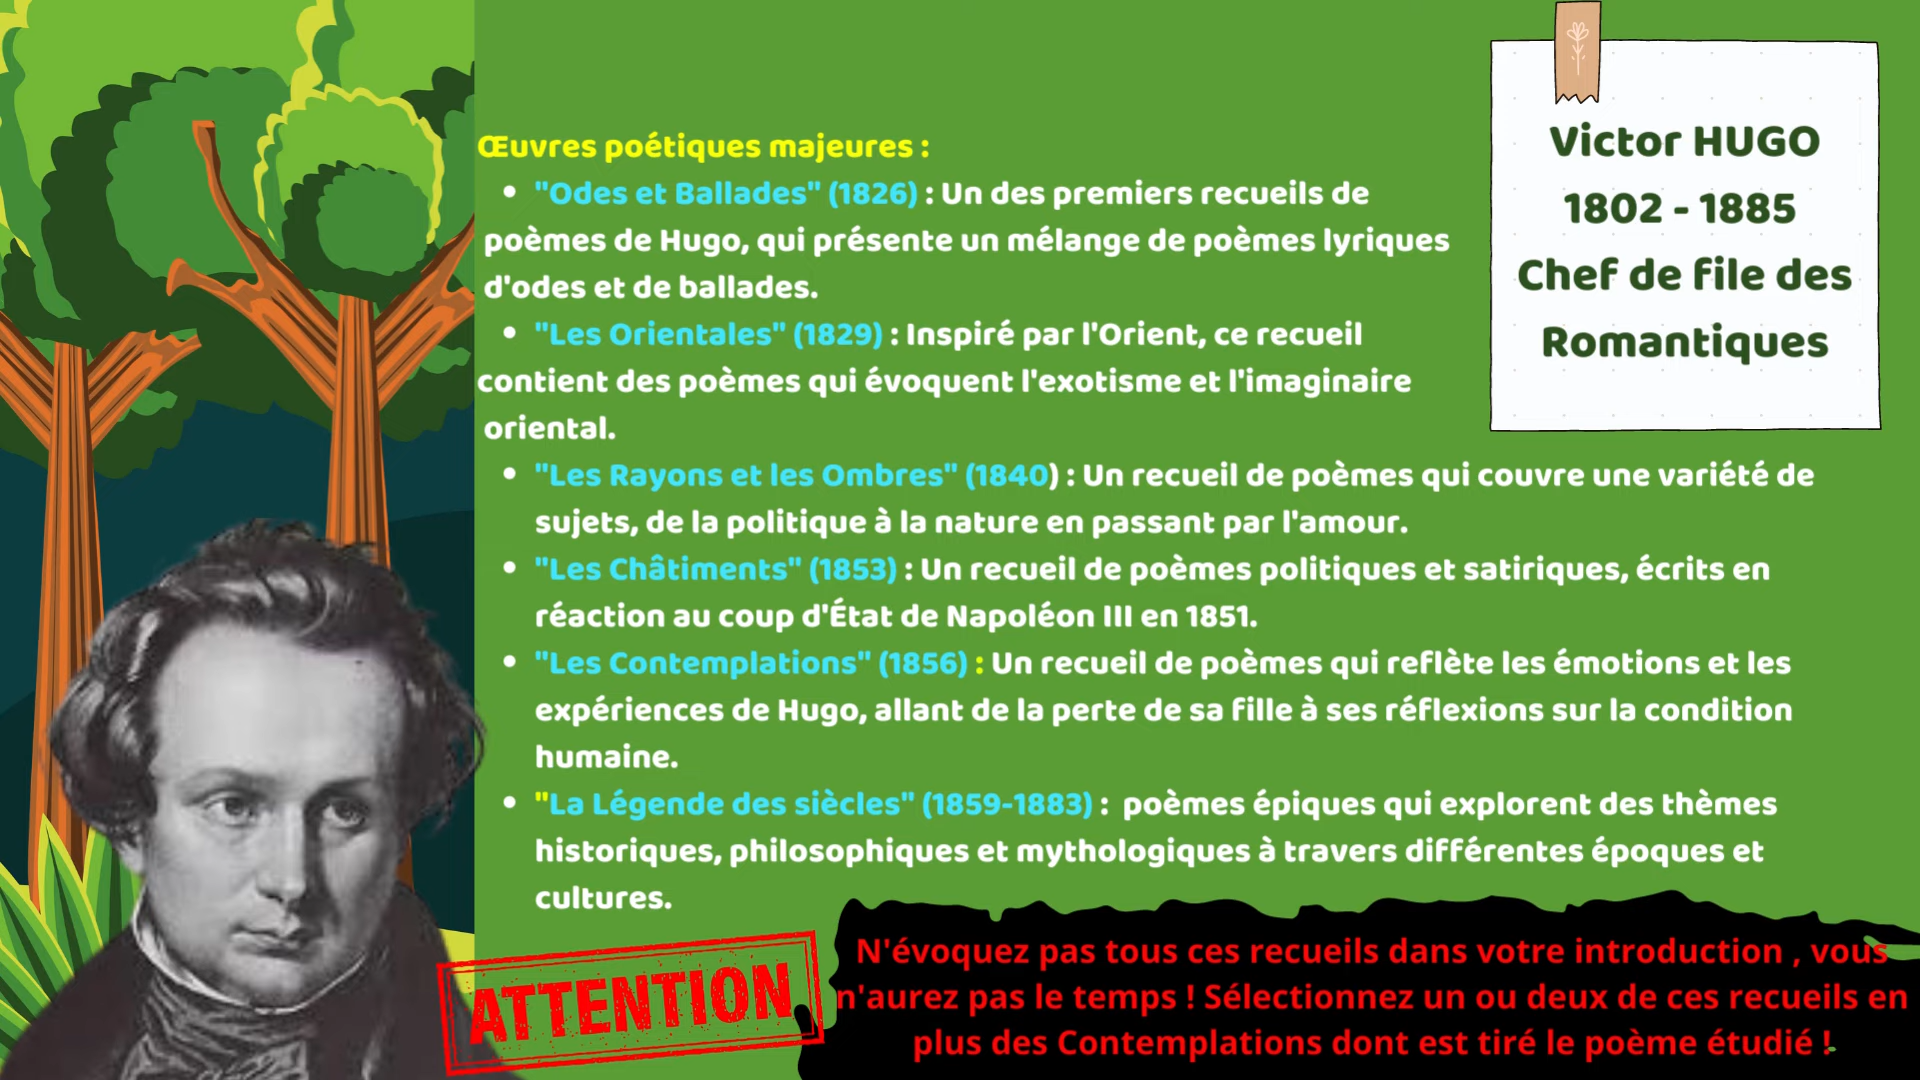 Victor HUGO
1802 - 1885
Chef de file des
Romantiques
Œuvres poétiques majeures :
• "Odes et Ballades" (1826) : Un des premiers recueils de
poèmes de Hugo, qui présente un mélange de poèmes lyriques
d'odes et de ballades.
• "Les Orientales" (1829) : Inspiré par l'Orient, ce recueil
contient des poèmes qui évoquent l'exotisme et l'imaginaire
oriental.
• "Les Rayons et les Ombres" (1840) : Un recueil de poèmes qui couvre une variété de
sujets, de la politique à la nature en passant par l'amour.
• "Les Châtiments" (1853) : Un recueil de poèmes politiques et satiriques, écrits en
réaction au coup d'État de Napoléon III en 1851.
• "Les Contemplations" (1856) : Un recueil de poèmes qui reflète les émotions et les
expériences de Hugo, allant de la perte de sa fille à ses réflexions sur la condition
humaine.
• "La Légende des siècles" (1859-1883) : poèmes épiques qui explorent des thèmes
historiques, philosophiques et mythologiques à travers différentes époques et
cultures.
ATTENTION
N'évoquez pas tous ces recueils dans votre introduction , vous
n'aurez pas le temps ! Sélectionnez un ou deux de ces recueils en
plus des Contemplations dont est tiré le poème étudié !